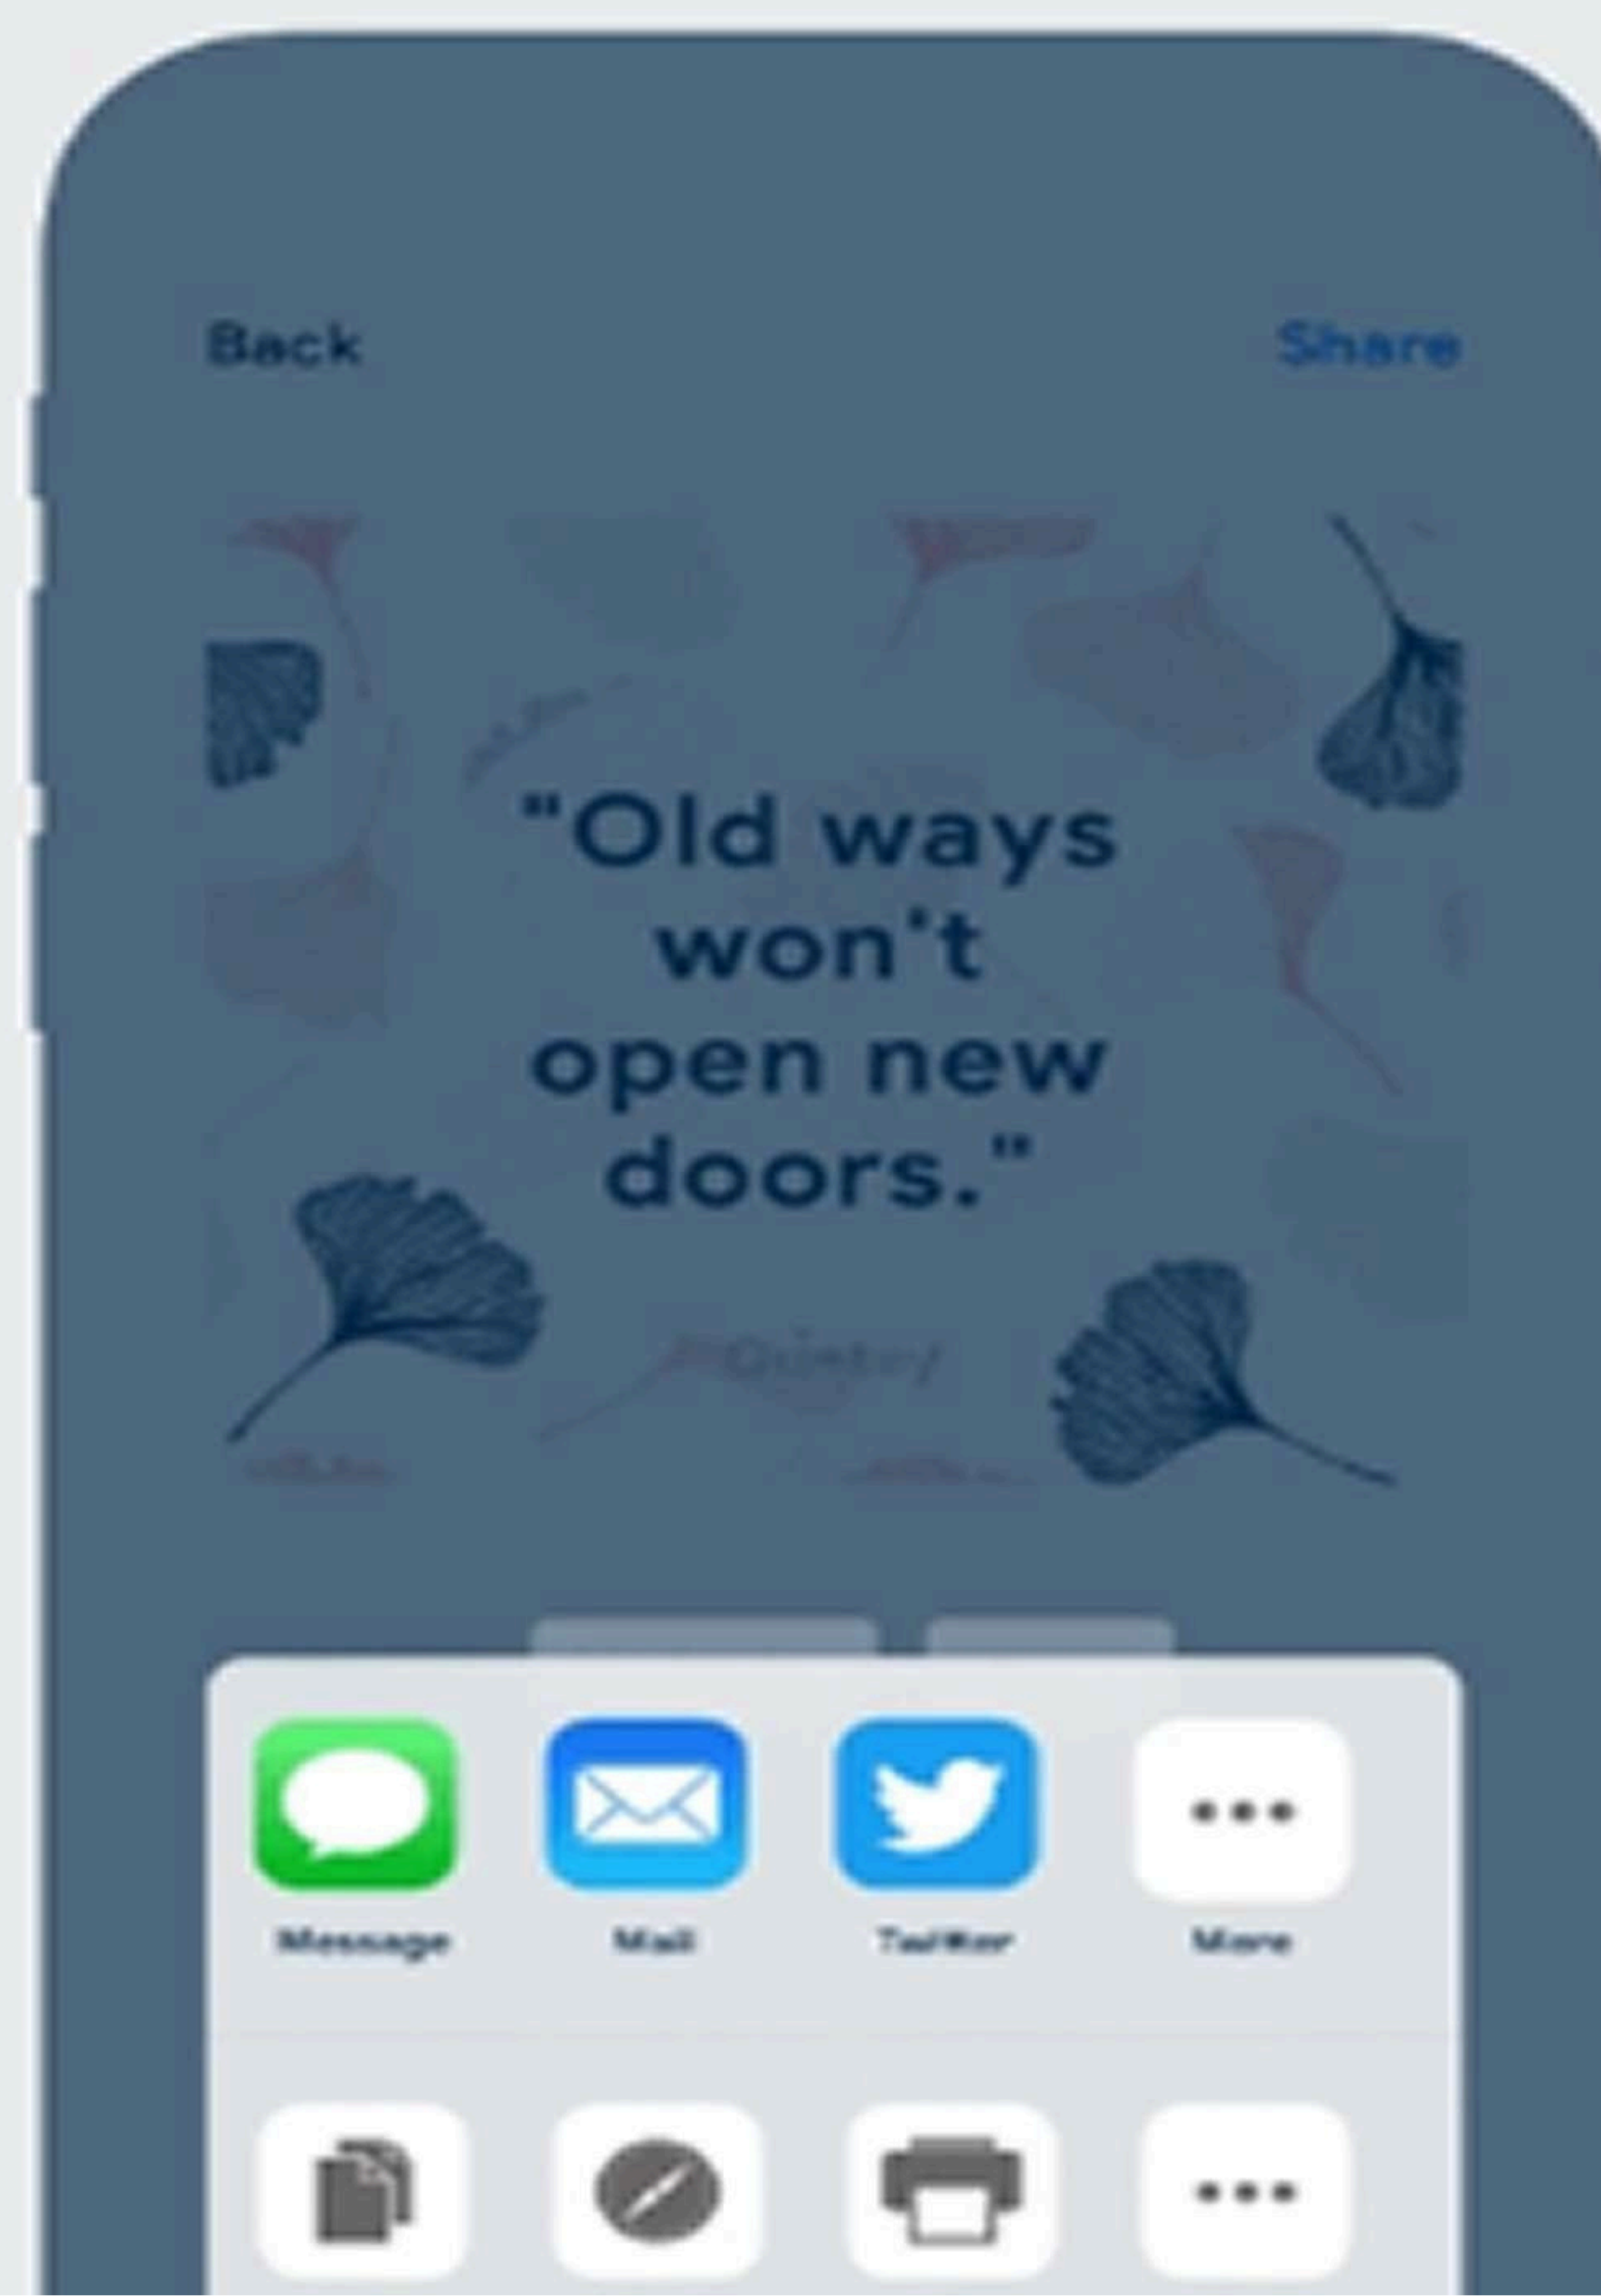 Back
Share
"Old ways
won't
open new
doors."
Message
Mail
Twitter
More